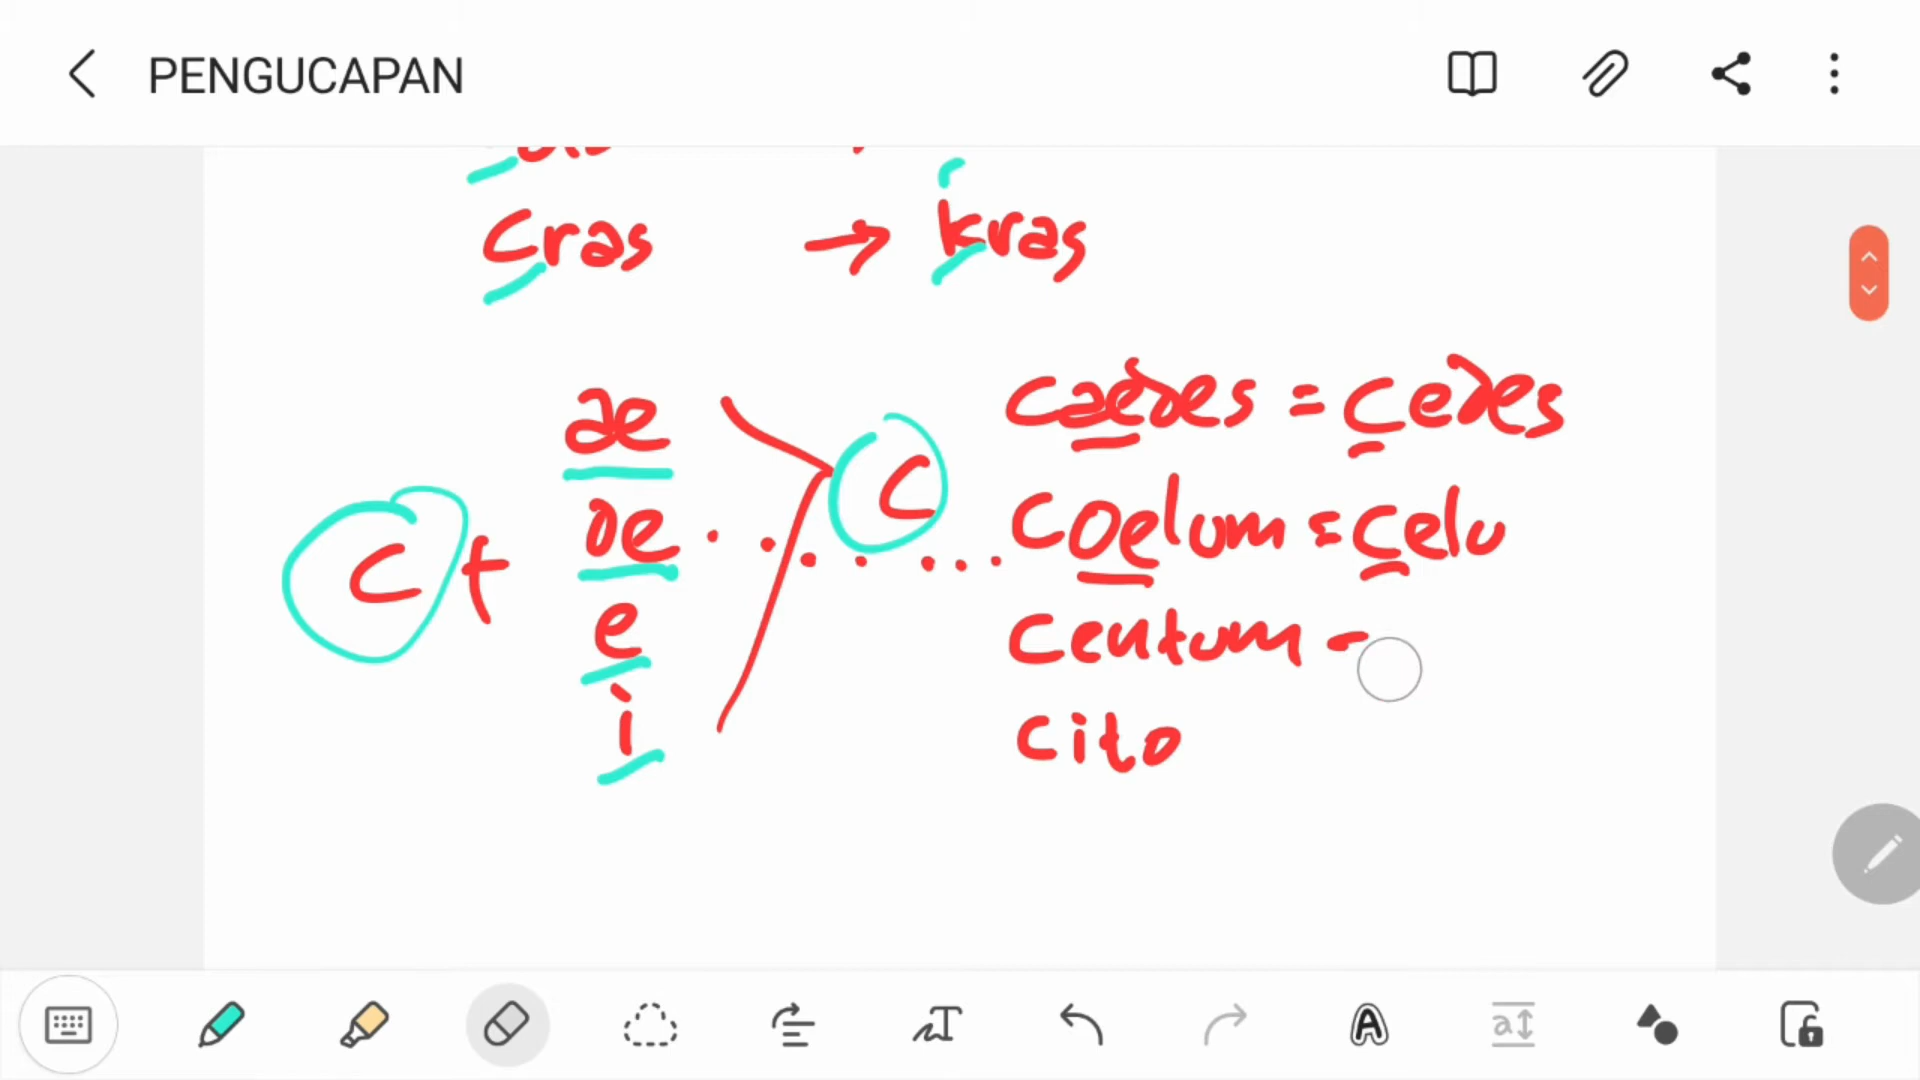 PENGUCAPAN
cras → kras
ae
oe
e
i
c +
c
caedes = cedes
coelum = celu
centum -
cito